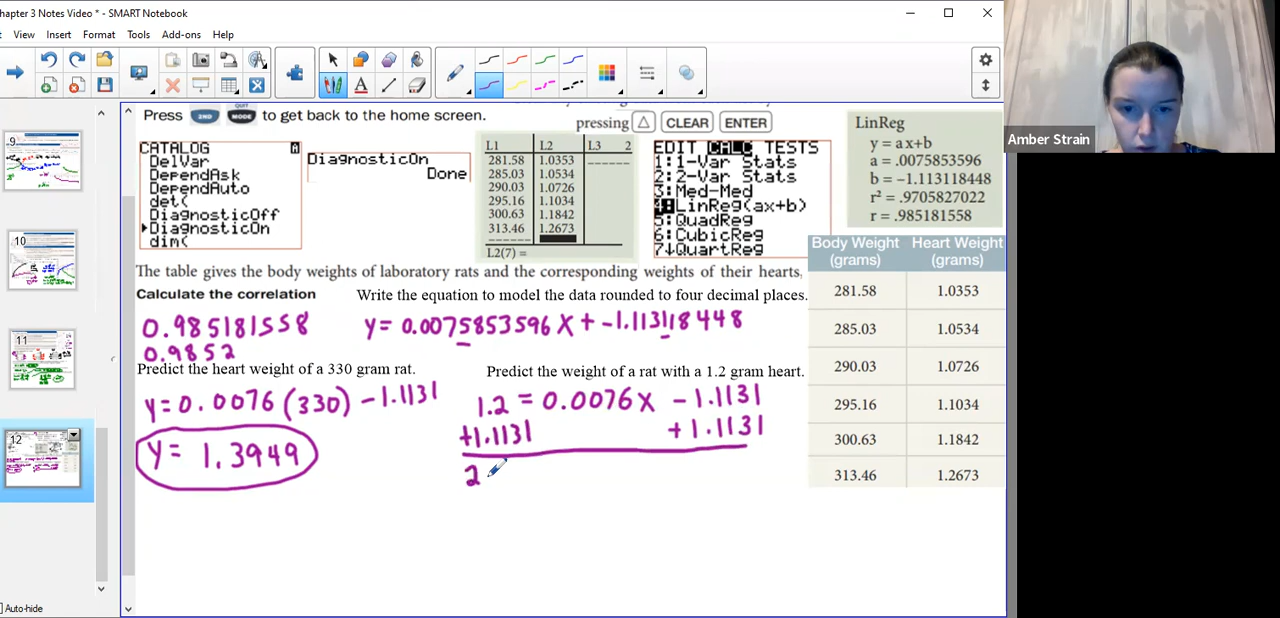 chapter 3 Notes Video * - SMART Notebook
View Insert Format Tools Add-ons Help
Press 2ND QUIT MODE to get back to the home screen.
pressing △ CLEAR ENTER
CATALOG A
DelVar
DependAsk
DependAuto
det(
DiagnosticOff
▸DiagnosticOn
dim(
DiagnosticOn
Done
L1 L2 L3 2
281.58 1.0353 ------
285.03 1.0534
290.03 1.0726
295.16 1.1034
300.63 1.1842
313.46 1.2673
------
L2(7) =
EDIT CALC TESTS
1:1-Var Stats
2:2-Var Stats
3:Med-Med
4:LinReg(ax+b)
5:QuadReg
6:CubicReg
7↓QuartReg
LinReg
y = ax+b
a = .0075853596
b = -1.113118448
r² = .9705827022
r = .985181558
The table gives the body weights of laboratory rats and the corresponding weights of their hearts,
Calculate the correlation
0.985181558
0.9852
Write the equation to model the data rounded to four decimal places.
y = 0.0075853596 x + -1.113118448
Predict the heart weight of a 330 gram rat.
y = 0.0076 (330) - 1.1131
y = 1.3949
Predict the weight of a rat with a 1.2 gram heart.
1.2 = 0.0076 x - 1.1131
+1.1131 + 1.1131
2
Body Weight Heart Weight
(grams) (grams)
281.58 1.0353
285.03 1.0534
290.03 1.0726
295.16 1.1034
300.63 1.1842
313.46 1.2673
9
10
11
12
Auto-hide
Amber Strain